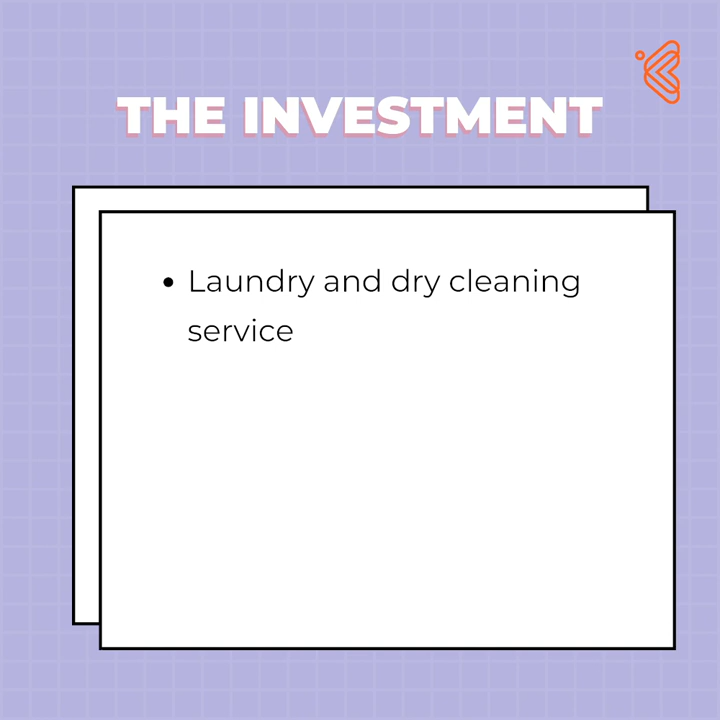 THE INVESTMENT
• Laundry and dry cleaning
service